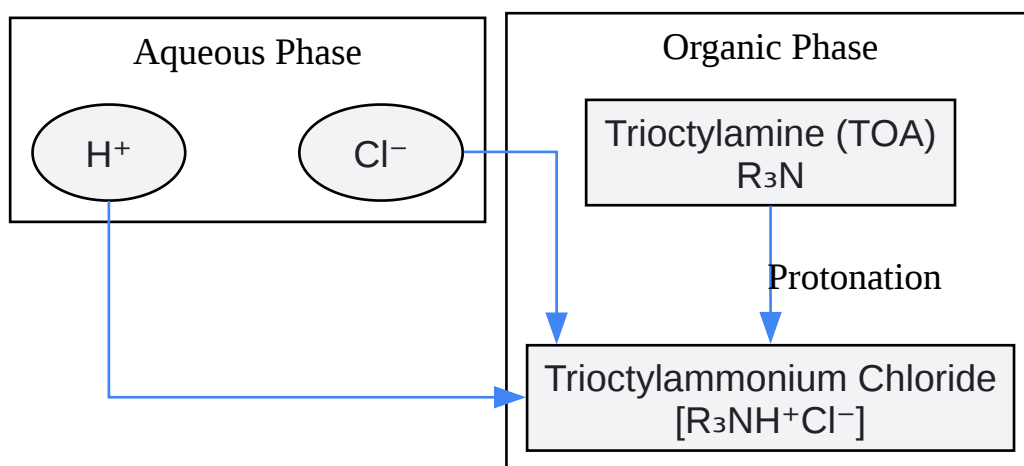 Aqueous Phase
H⁺
Cl⁻
Organic Phase
Trioctylamine (TOA)
R₃N
Protonation
Trioctylammonium Chloride
[R₃NH⁺Cl⁻]